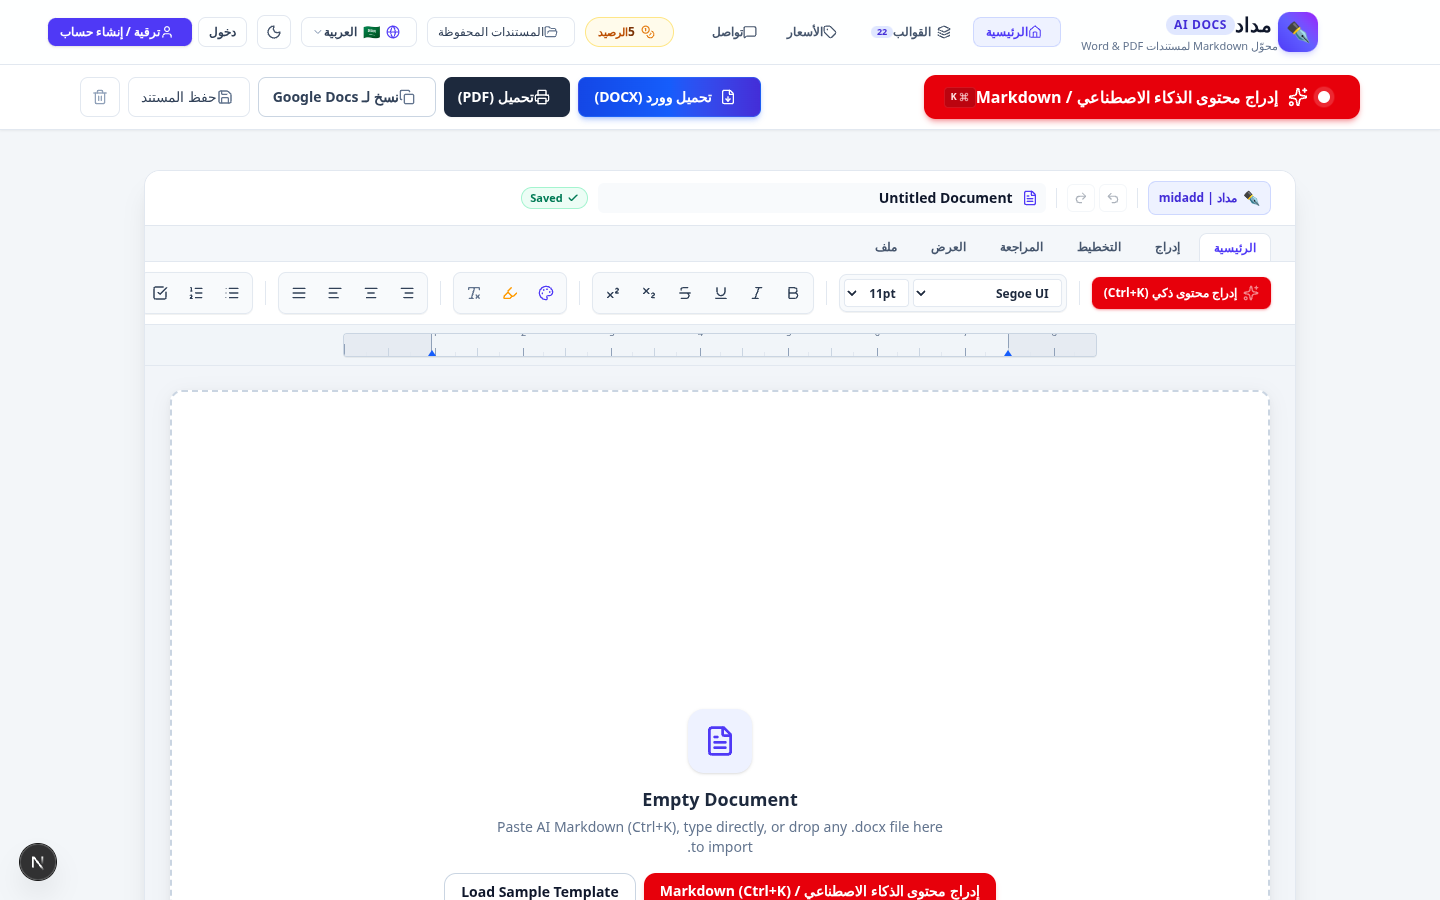 مداد AI DOCS
محوّل Markdown لمستندات Word & PDF
الرئيسية
القوالب 22
الأسعار
تواصل
5 الرصيد
المستندات المحفوظة
العربية
دخول
ترقية / إنشاء حساب
إدراج محتوى الذكاء الاصطناعي / Markdown ⌘ K
تحميل وورد (DOCX)
تحميل (PDF)
نسخ لـ Google Docs
حفظ المستند
مداد | midadd
Untitled Document
Saved
الرئيسية
إدراج
التخطيط
المراجعة
العرض
ملف
إدراج محتوى ذكي (Ctrl+K)
Segoe UI
11pt
Empty Document
Paste AI Markdown (Ctrl+K), type directly, or drop any .docx file here
to import.
إدراج محتوى الذكاء الاصطناعي / Markdown (Ctrl+K)
Load Sample Template